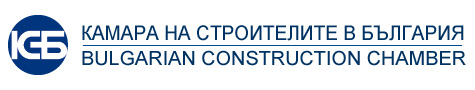 КСБ
КАМАРА НА СТРОИТЕЛИТЕ В БЪЛГАРИЯ
BULGARIAN CONSTRUCTION CHAMBER